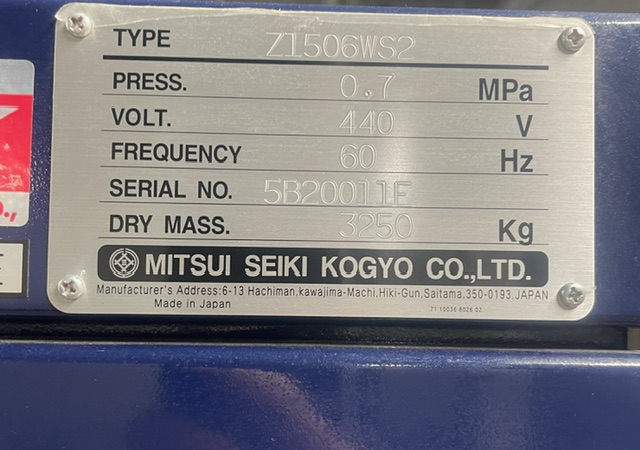 TYPE Z1506WS2
PRESS. 0.7 MPa
VOLT. 440 V
FREQUENCY 60 Hz
SERIAL NO. 5B20011E
DRY MASS. 3250 Kg
MITSUI SEIKI KOGYO CO.,LTD.
Manufacturer's Address:6-13 Hachiman,kawajima-Machi,Hiki-Gun,Saitama,350-0193,JAPAN
Made in Japan